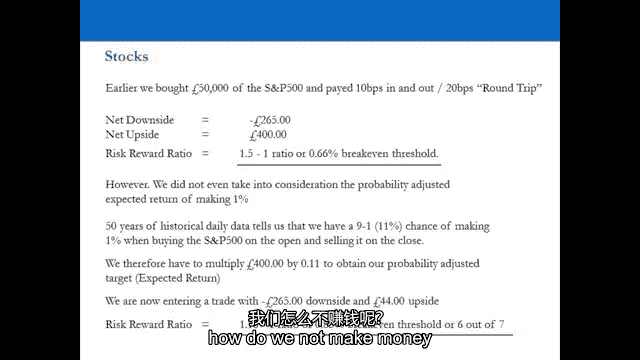 Stocks
Earlier we bought £50,000 of the S&P500 and payed 10bps in and out / 20bps “Round Trip”
Net Downside = -£265.00
Net Upside = £400.00
Risk Reward Ratio = 1.5 - 1 ratio or 0.66% breakeven threshold.
However. We did not even take into consideration the probability adjusted
expected return of making 1%
50 years of historical daily data tells us that we have a 9-1 (11%) chance of making
1% when buying the S&P500 on the open and selling it on the close.
We therefore have to multiply £400.00 by 0.11 to obtain our probability adjusted
target (Expected Return)
We are now entering a trade with -£265.00 downside and £44.00 upside
Risk Reward Ratio = breakeven threshold or 6 out of 7
我们怎么不赚钱呢?
how do we not make money